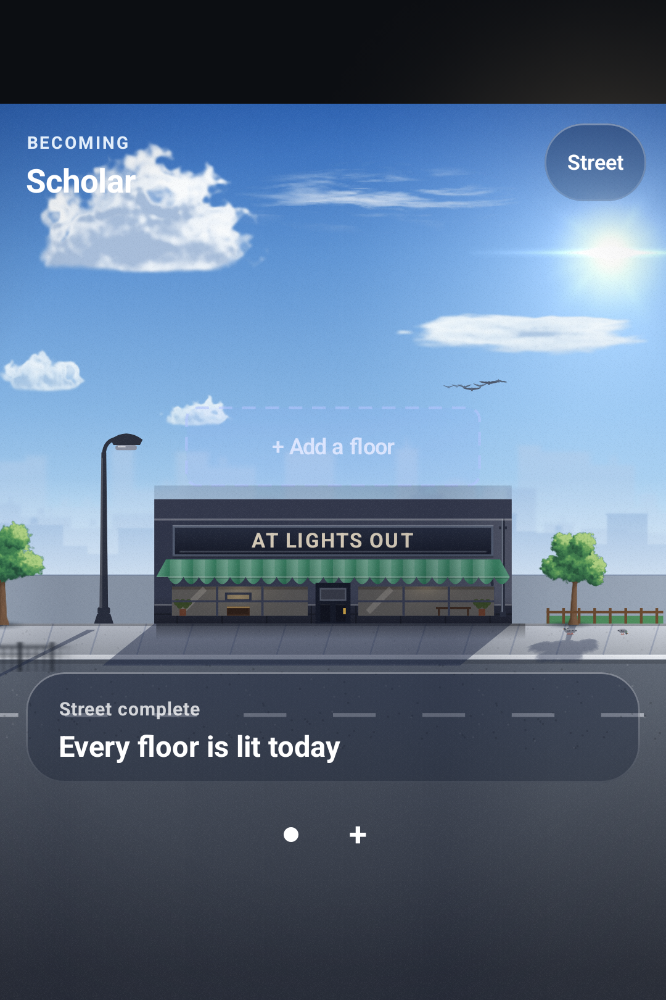 BECOMING
Scholar
Street
+ Add a floor
AT LIGHTS OUT
Street complete
Every floor is lit today
+